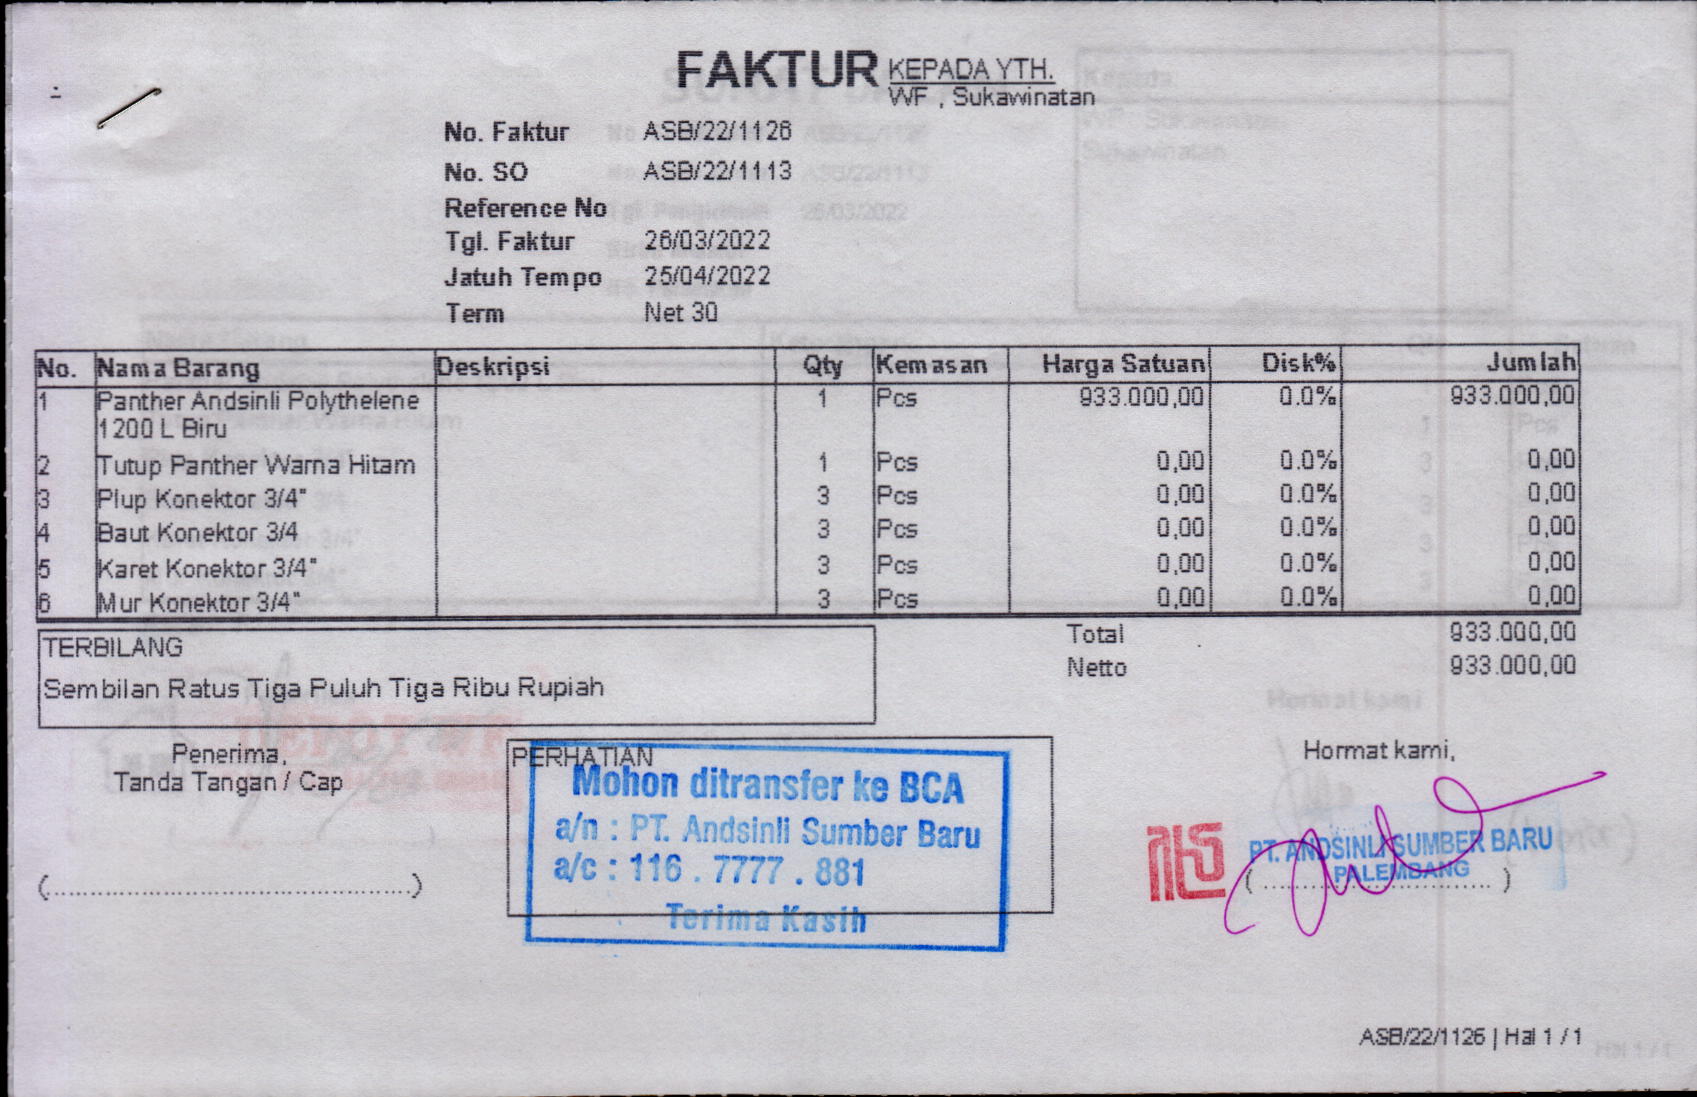 FAKTUR
KEPADA YTH.
WF , Sukawinatan
No. Faktur ASB/22/1126
No. SO ASB/22/1113
Reference No
Tgl. Faktur 26/03/2022
Jatuh Tempo 25/04/2022
Term Net 30
No. Nama Barang Deskripsi Qty Kemasan Harga Satuan Disk% Jumlah
1 Panther Andsinli Polythelene 1 Pcs 933.000,00 0.0% 933.000,00
1200 L Biru
2 Tutup Panther Warna Hitam 1 Pcs 0,00 0.0% 0,00
3 Plup Konektor 3/4" 3 Pcs 0,00 0.0% 0,00
4 Baut Konektor 3/4 3 Pcs 0,00 0.0% 0,00
5 Karet Konektor 3/4" 3 Pcs 0,00 0.0% 0,00
6 Mur Konektor 3/4" 3 Pcs 0,00 0.0% 0,00
Total 933.000,00
Netto 933.000,00
TERBILANG
Sembilan Ratus Tiga Puluh Tiga Ribu Rupiah
Penerima,
Tanda Tangan / Cap
(........................................)
PERHATIAN
Mohon ditransfer ke BCA
a/n : PT. Andsinli Sumber Baru
a/c : 116 . 7777 . 881
Terima Kasih
Hormat kami,
PT. ANDSINLI SUMBER BARU
PALEMBANG
(........................................)
ASB/22/1126 | Hal 1 / 1